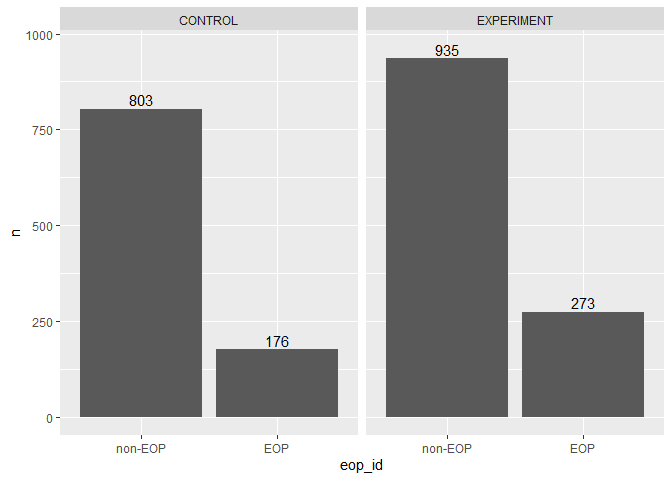 CONTROL
EXPERIMENT
1000
750
500
250
0
n
803
176
935
273
non-EOP
EOP
non-EOP
EOP
eop_id